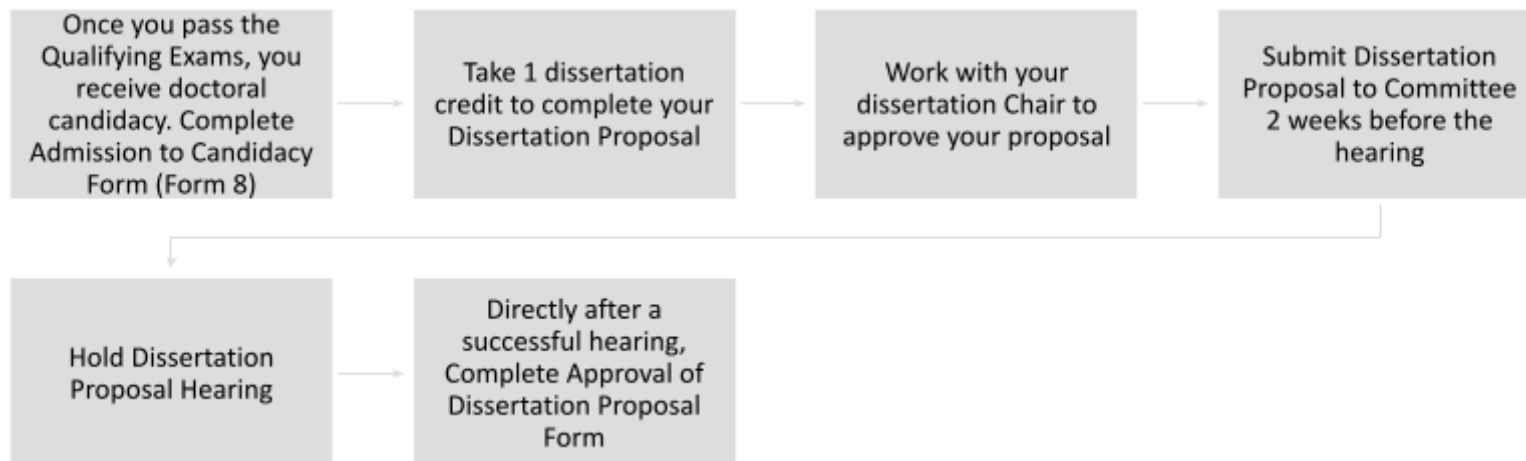 Once you pass the
Qualifying Exams, you
receive doctoral
candidacy. Complete
Admission to Candidacy
Form (Form 8)
Take 1 dissertation
credit to complete your
Dissertation Proposal
Work with your
dissertation Chair to
approve your proposal
Submit Dissertation
Proposal to Committee
2 weeks before the
hearing
Hold Dissertation
Proposal Hearing
Directly after a
successful hearing,
Complete Approval of
Dissertation Proposal
Form